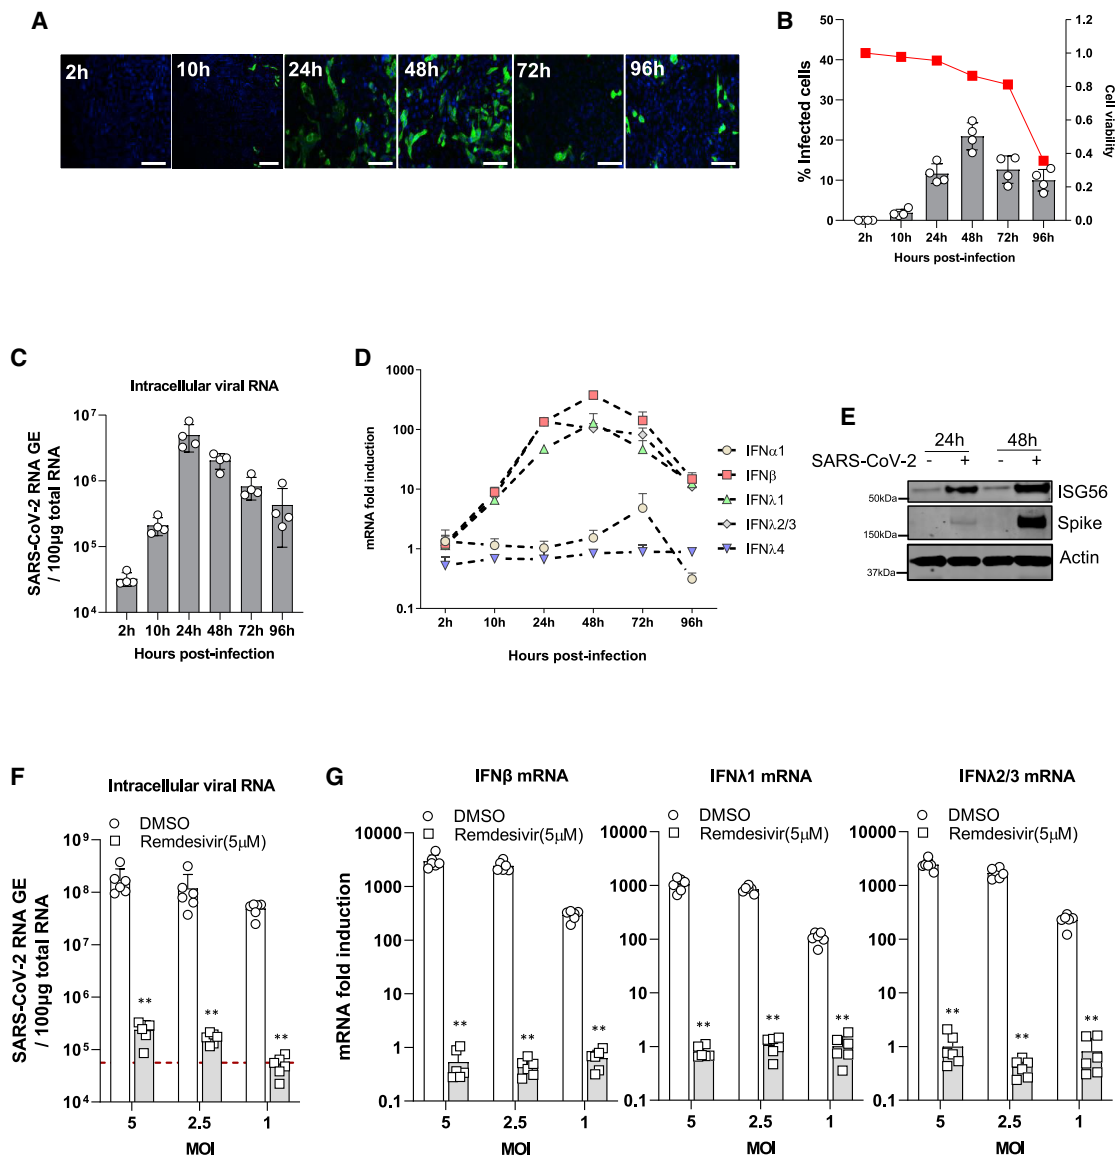 A
2h
10h
24h
48h
72h
96h
B
% Infected cells
50
40
30
20
10
0
1.2
1.0
0.8
0.6
0.4
0.2
0.0
Cell viability
2h 10h 24h 48h 72h 96h
Hours post-infection
C
Intracellular viral RNA
SARS-CoV-2 RNA GE
/ 100µg total RNA
10⁷
10⁶
10⁵
10⁴
2h 10h 24h 48h 72h 96h
Hours post-infection
D
mRNA fold induction
1000
100
10
1
0.1
2h 10h 24h 48h 72h 96h
Hours post-infection
IFNα1
IFNβ
IFNλ1
IFNλ2/3
IFNλ4
E
24h 48h
SARS-CoV-2 - + - +
50kDa ISG56
150kDa Spike
37kDa Actin
F
Intracellular viral RNA
DMSO
Remdesivir(5µM)
SARS-CoV-2 RNA GE
/ 100µg total RNA
10⁹
10⁸
10⁷
10⁶
10⁵
10⁴
**
**
**
5 2.5 1
MOI
G
IFNβ mRNA
DMSO
Remdesivir(5µM)
mRNA fold induction
10000
1000
100
10
1
0.1
** ** **
5 2.5 1
MOI
IFNλ1 mRNA
DMSO
Remdesivir(5µM)
10000
1000
100
10
1
0.1
** ** **
5 2.5 1
MOI
IFNλ2/3 mRNA
DMSO
Remdesivir(5µM)
10000
1000
100
10
1
0.1
** ** **
5 2.5 1
MOI